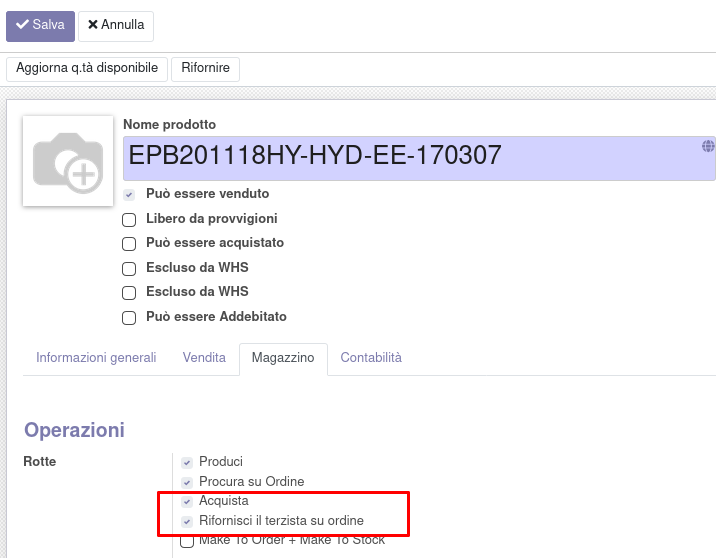 Salva
Annulla
Aggiorna q.tà disponibile
Rifornire
Nome prodotto
EPB201118HY-HYD-EE-170307
Può essere venduto
Libero da provvigioni
Può essere acquistato
Escluso da WHS
Escluso da WHS
Può essere Addebitato
Informazioni generali
Vendita
Magazzino
Contabilità
Operazioni
Rotte
Produci
Procura su Ordine
Acquista
Rifornisci il terzista su ordine
Make To Order + Make To Stock